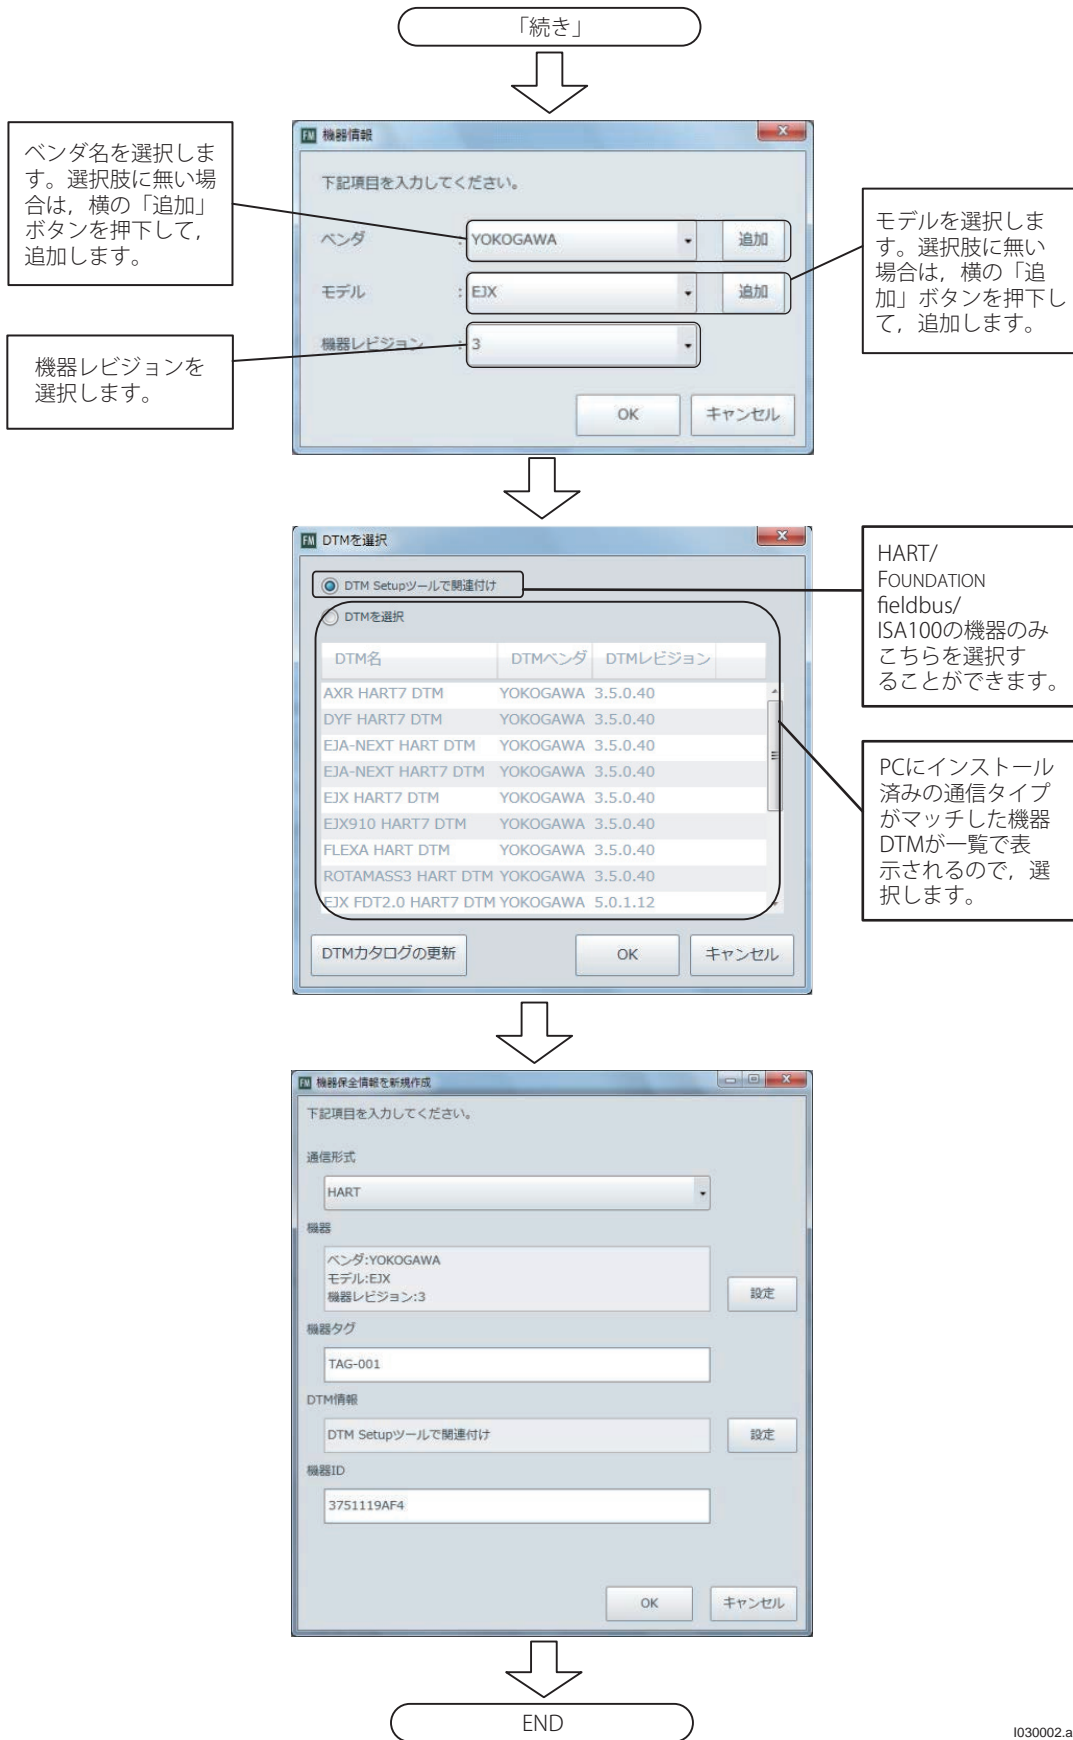 「続き」
機器情報
ベンダ名を選択しま
す。選択肢に無い場
合は，横の「追加」
ボタンを押下して，
追加します。
下記項目を入力してください。
ベンダ : YOKOGAWA 追加
モデル : EJX 追加
機器レビジョン : 3
モデルを選択しま
す。選択肢に無い
場合は，横の「追
加」ボタンを押下し
て，追加します。
機器レビジョンを
選択します。
OK キャンセル
DTMを選択
DTM Setupツールで関連付け
DTMを選択
DTM名 DTMベンダ DTMレビジョン
AXR HART7 DTM YOKOGAWA 3.5.0.40
DYF HART7 DTM YOKOGAWA 3.5.0.40
EJA-NEXT HART DTM YOKOGAWA 3.5.0.40
EJA-NEXT HART7 DTM YOKOGAWA 3.5.0.40
EJX HART7 DTM YOKOGAWA 3.5.0.40
EJX910 HART7 DTM YOKOGAWA 3.5.0.40
FLEXA HART DTM YOKOGAWA 3.5.0.40
ROTAMASS3 HART DTM YOKOGAWA 3.5.0.40
EJX FDT2.0 HART7 DTM YOKOGAWA 5.0.1.12
HART/
FOUNDATION
fieldbus/
ISA100の機器のみ
こちらを選択す
ることができます。
PCにインストール
済みの通信タイプ
がマッチした機器
DTMが一覧で表
示されるので，選
択します。
DTMカタログの更新 OK キャンセル
機器保全情報を新規作成
下記項目を入力してください。
通信形式
HART
機器
ベンダ:YOKOGAWA
モデル:EJX
機器レビジョン:3
設定
機器タグ
TAG-001
DTM情報
DTM Setupツールで関連付け 設定
機器ID
3751119AF4
OK キャンセル
END
I030002.a